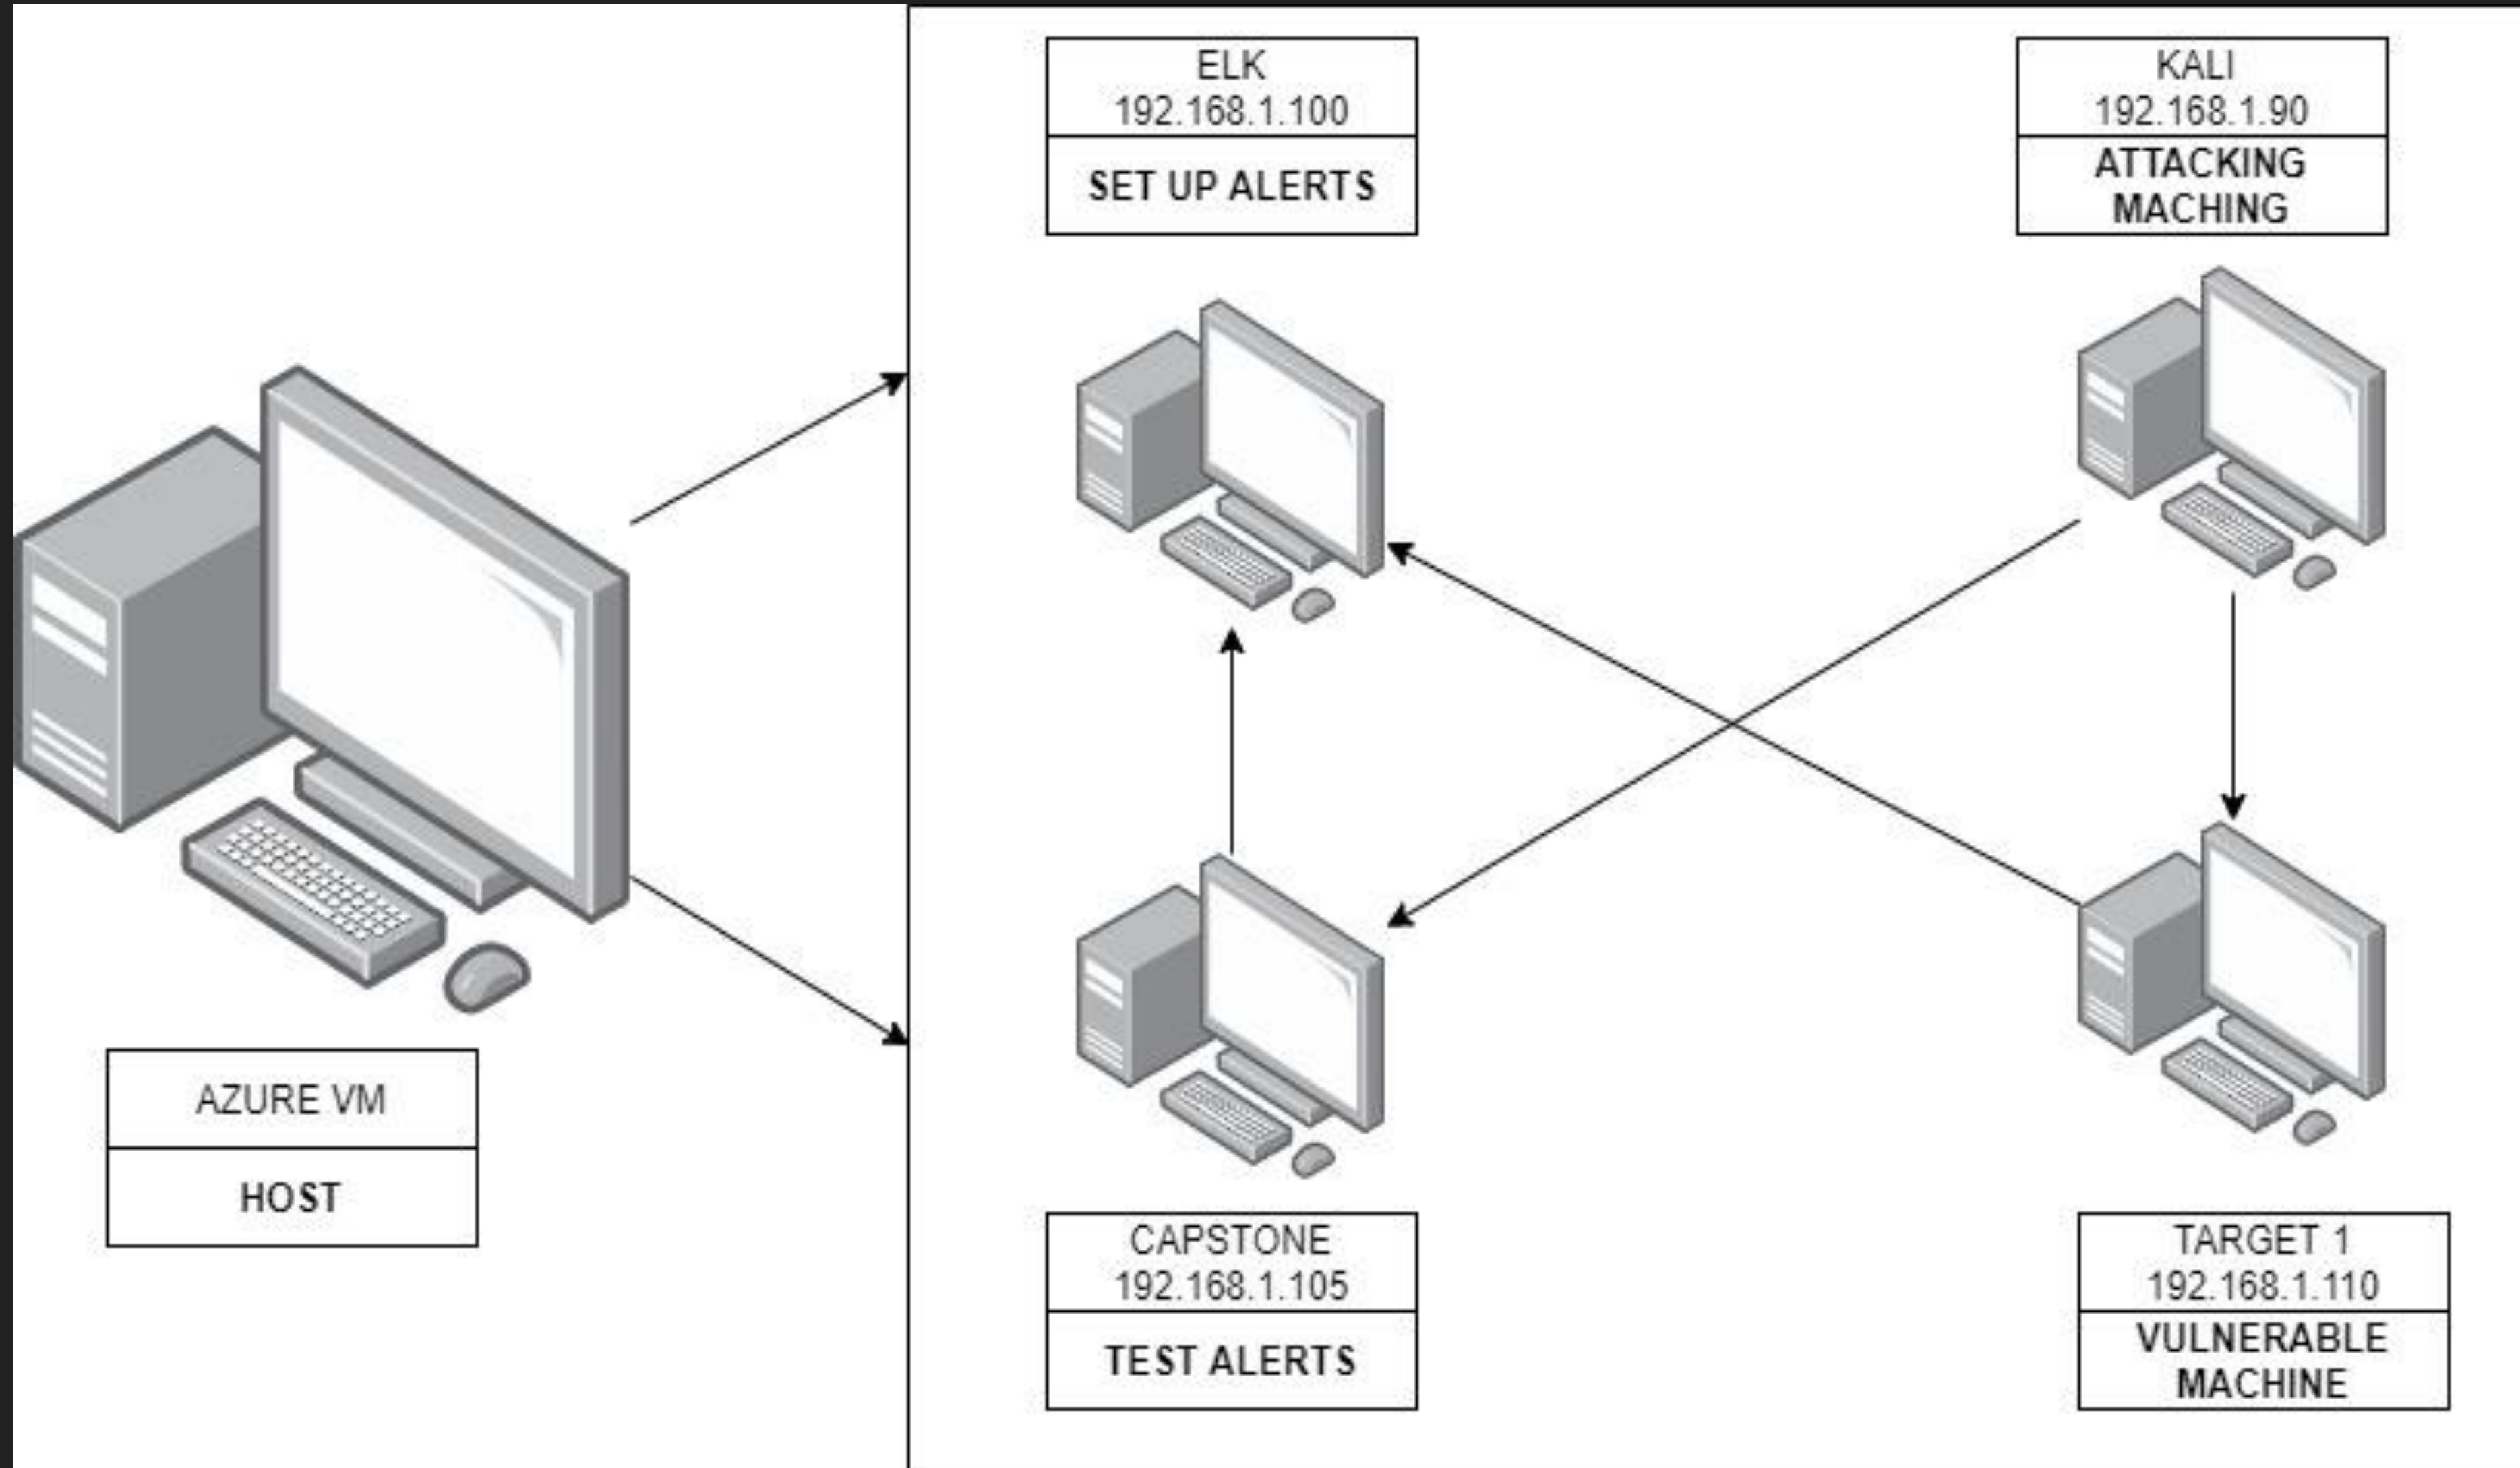 ELK
192.168.1.100
SET UP ALERTS
KALI
192.168.1.90
ATTACKING
MACHING
AZURE VM
HOST
CAPSTONE
192.168.1.105
TEST ALERTS
TARGET 1
192.168.1.110
VULNERABLE
MACHINE